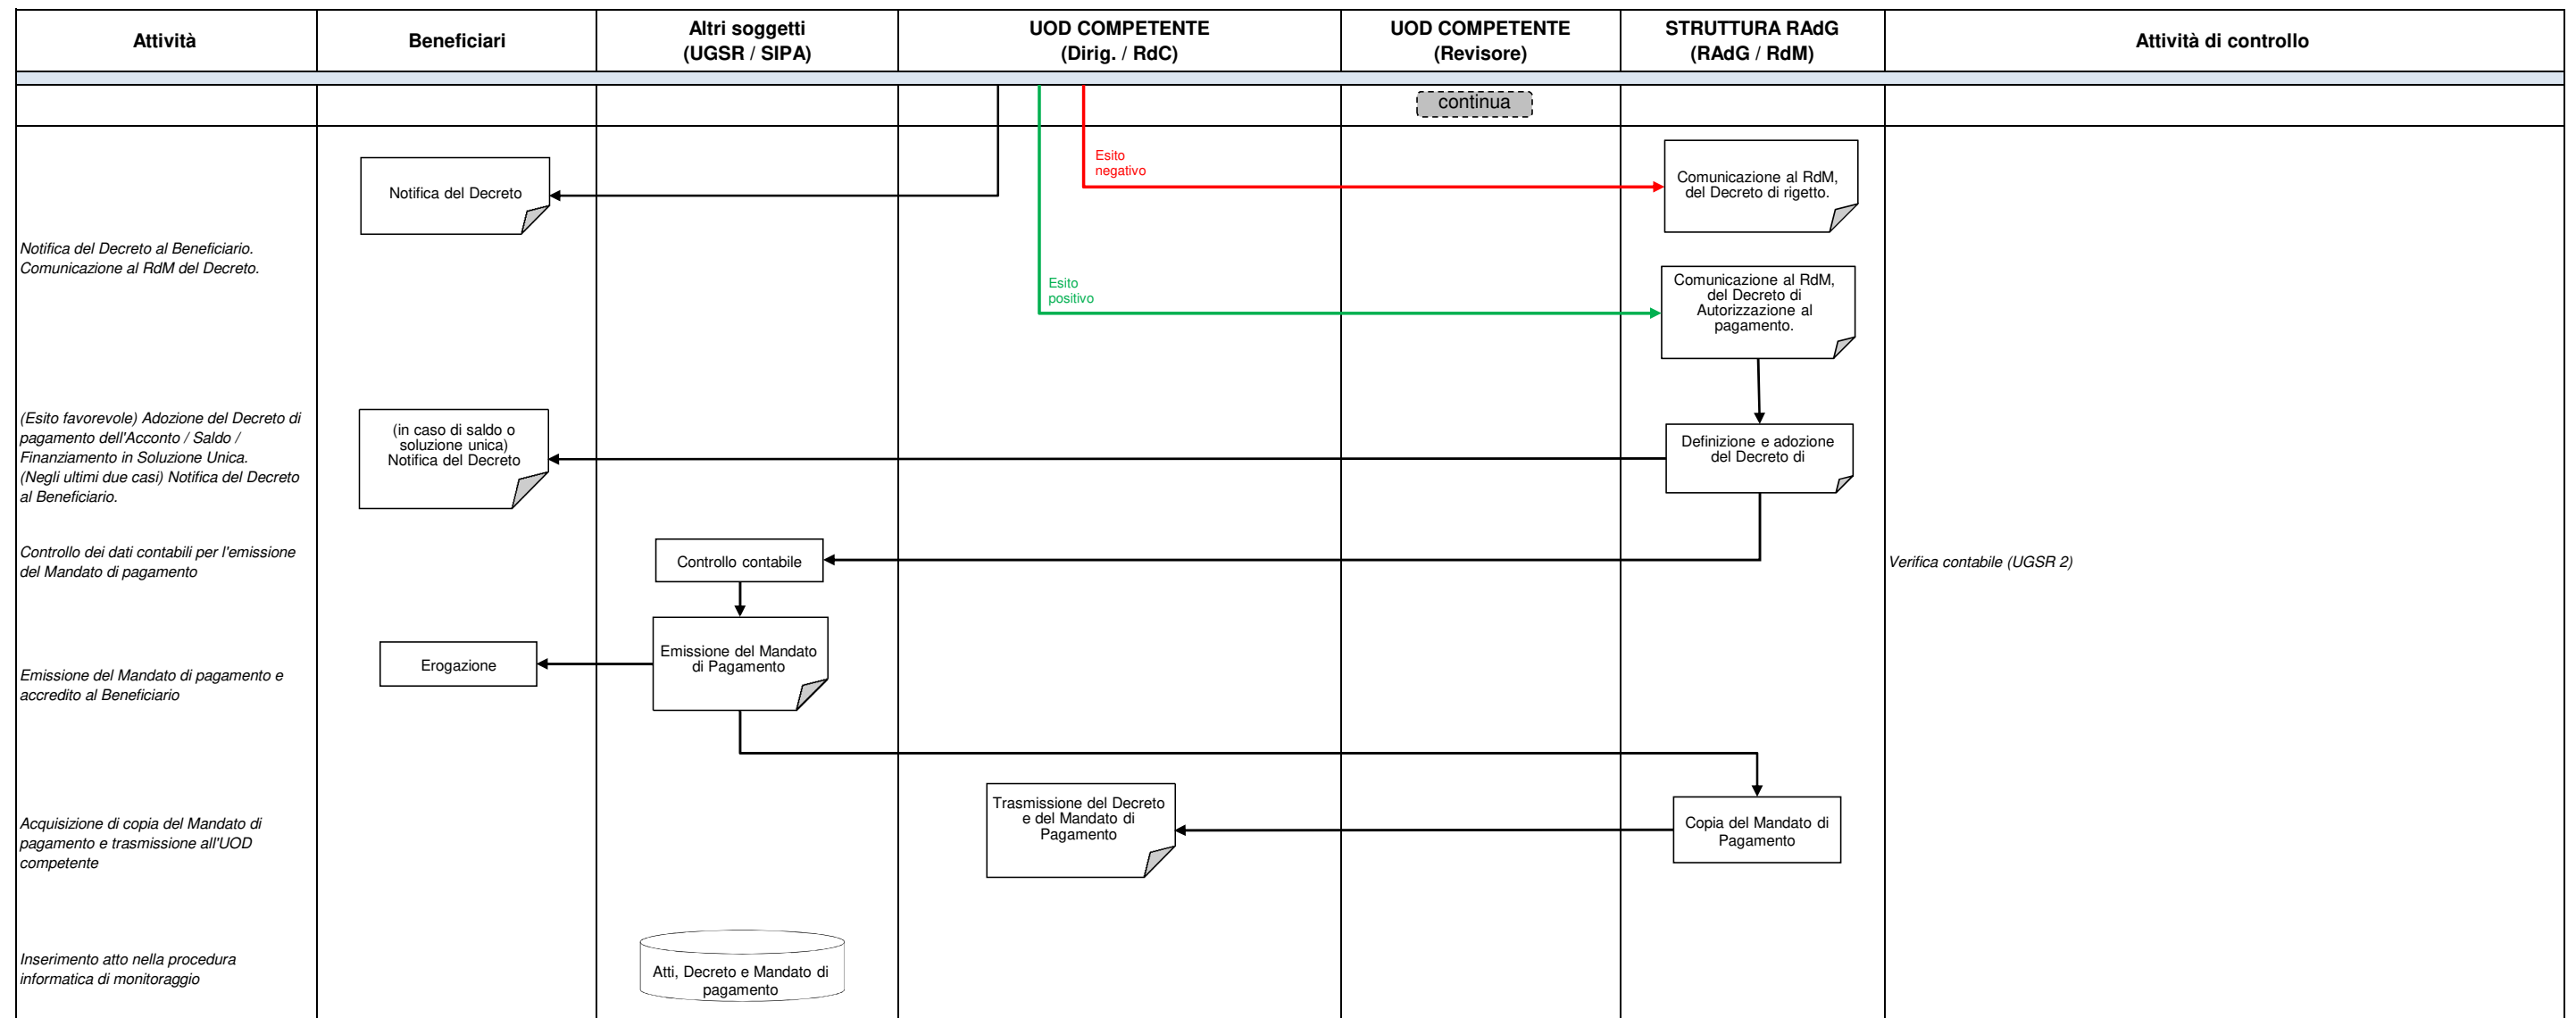 Attività
Beneficiari
Altri soggetti
(UGSR / SIPA)
UOD COMPETENTE
(Dirig. / RdC)
UOD COMPETENTE
(Revisore)
STRUTTURA RAdG
(RAdG / RdM)
Attività di controllo
continua
Notifica del Decreto al Beneficiario.
Comunicazione al RdM del Decreto.
Notifica del Decreto
Esito
negativo
Comunicazione al RdM,
del Decreto di rigetto.
Esito
positivo
Comunicazione al RdM,
del Decreto di
Autorizzazione al
pagamento.
(Esito favorevole) Adozione del Decreto di
pagamento dell'Acconto / Saldo /
Finanziamento in Soluzione Unica.
(Negli ultimi due casi) Notifica del Decreto
al Beneficiario.
(in caso di saldo o
soluzione unica)
Notifica del Decreto
Definizione e adozione
del Decreto di
Controllo dei dati contabili per l'emissione
del Mandato di pagamento
Controllo contabile
Verifica contabile (UGSR 2)
Emissione del Mandato di pagamento e
accredito al Beneficiario
Erogazione
Emissione del Mandato
di Pagamento
Acquisizione di copia del Mandato di
pagamento e trasmissione all'UOD
competente
Trasmissione del Decreto
e del Mandato di
Pagamento
Copia del Mandato di
Pagamento
Inserimento atto nella procedura
informatica di monitoraggio
Atti, Decreto e Mandato di
pagamento